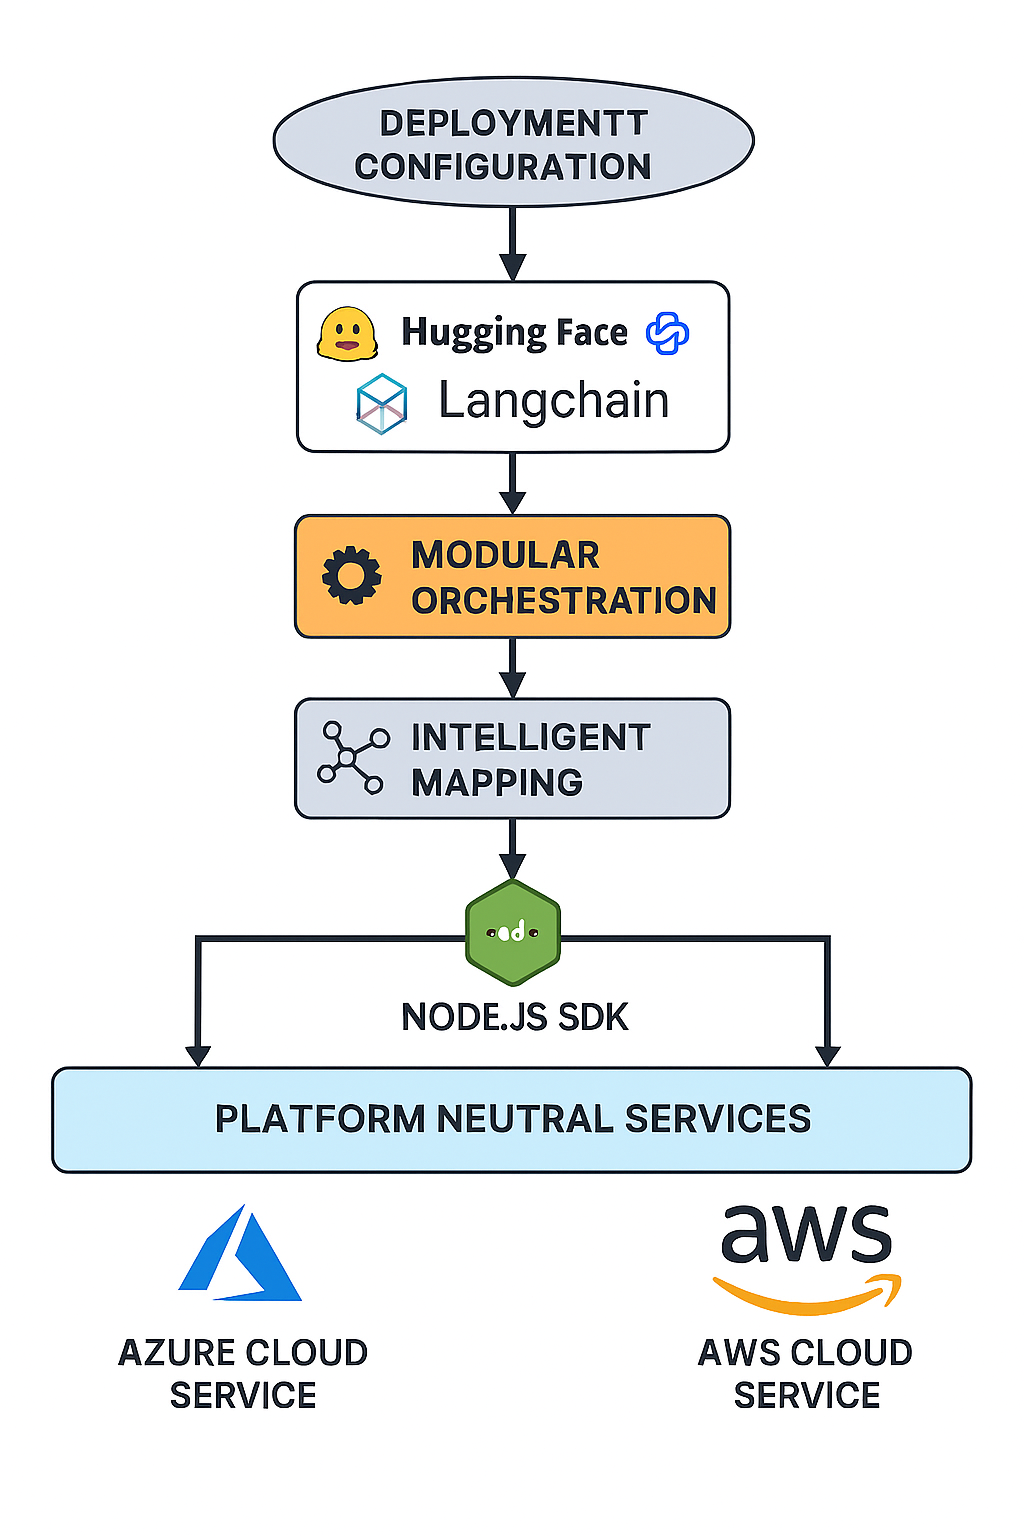 DEPLOYMENTT
CONFIGURATION
Hugging Face
Langchain
MODULAR
ORCHESTRATION
INTELLIGENT
MAPPING
NODE.JS SDK
PLATFORM NEUTRAL SERVICES
aws
AZURE CLOUD
SERVICE
AWS CLOUD
SERVICE